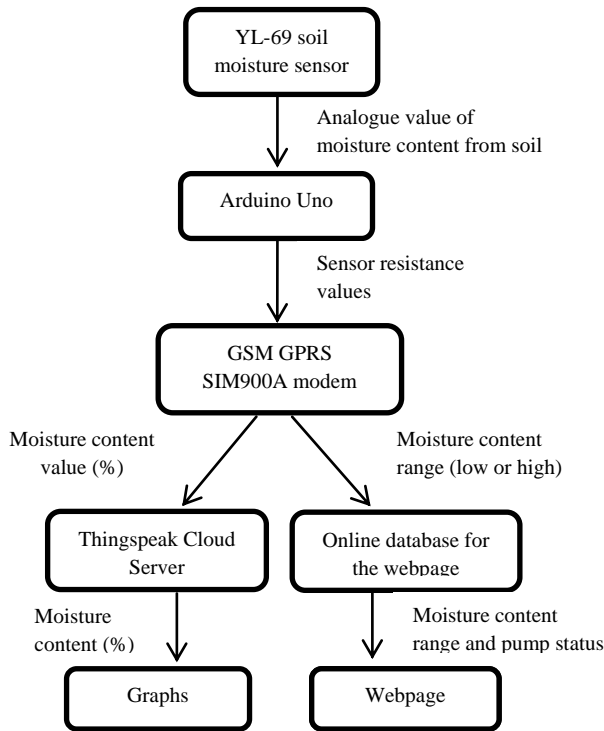 YL-69 soil
moisture sensor
Analogue value of
moisture content from soil
Arduino Uno
Sensor resistance
values
GSM GPRS
SIM900A modem
Moisture content
value (%)
Moisture content
range (low or high)
Thingspeak Cloud
Server
Online database for
the webpage
Moisture
content (%)
Moisture content
range and pump status
Graphs
Webpage